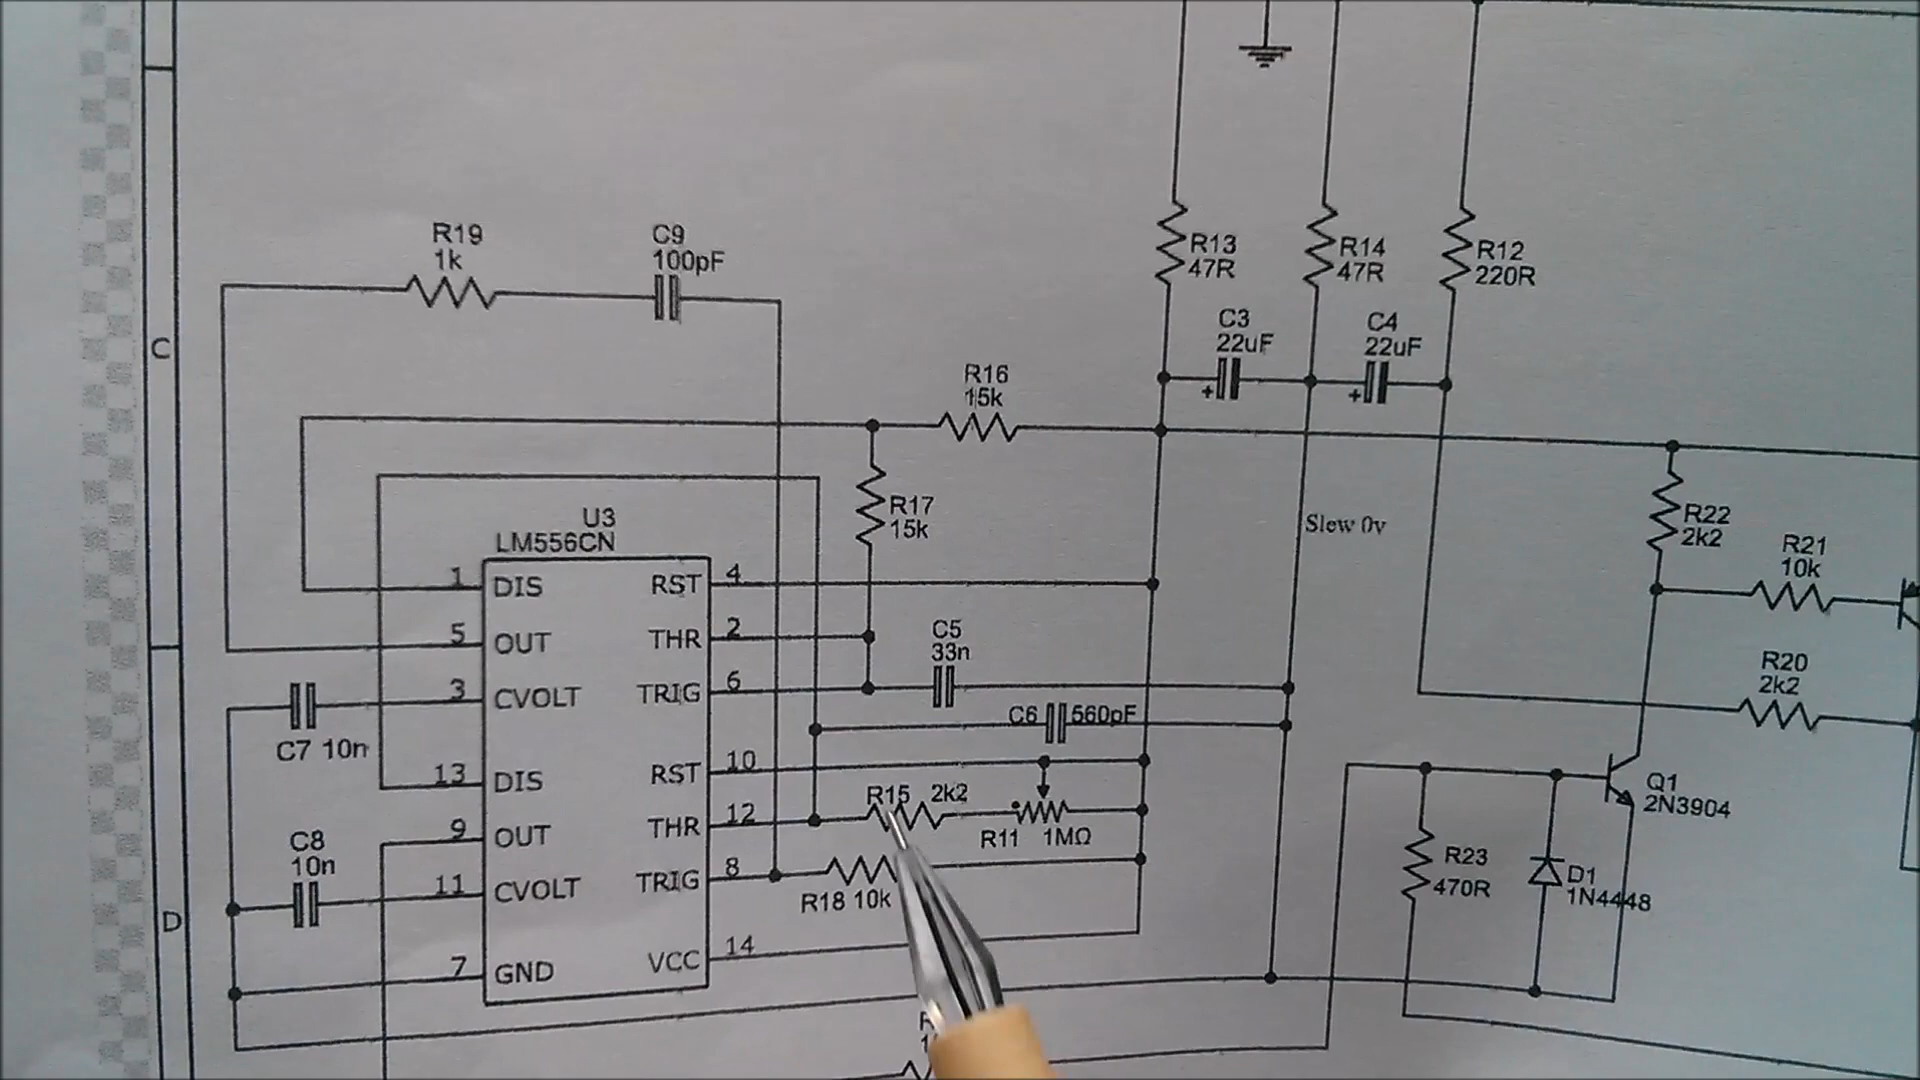 R19
1k
C9
100pF
R13
47R
R14
47R
R12
220R
C3
22uF
+
C4
22uF
+
C
R16
15k
R17
15k
Slew 0v
R22
2k2
R21
10k
R20
2k2
U3
LM556CN
1 DIS RST 4
5 OUT THR 2
3 CVOLT TRIG 6
13 DIS RST 10
9 OUT THR 12
11 CVOLT TRIG 8
7 GND VCC 14
C5
33n
C6 560pF
C7 10n
C8
10n
R15 2k2
R11 1MΩ
R18 10k
Q1
2N3904
R23
470R
D1
1N4448
D